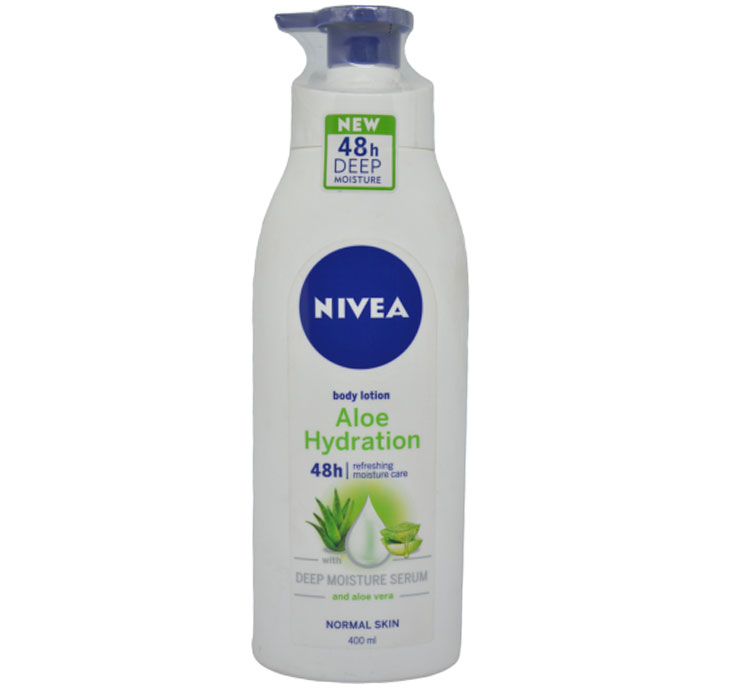 NEW
48h
DEEP
MOISTURE
NIVEA
body lotion
Aloe
Hydration
48h | refreshing
moisture care
with
DEEP MOISTURE SERUM
and aloe vera
NORMAL SKIN
400 ml